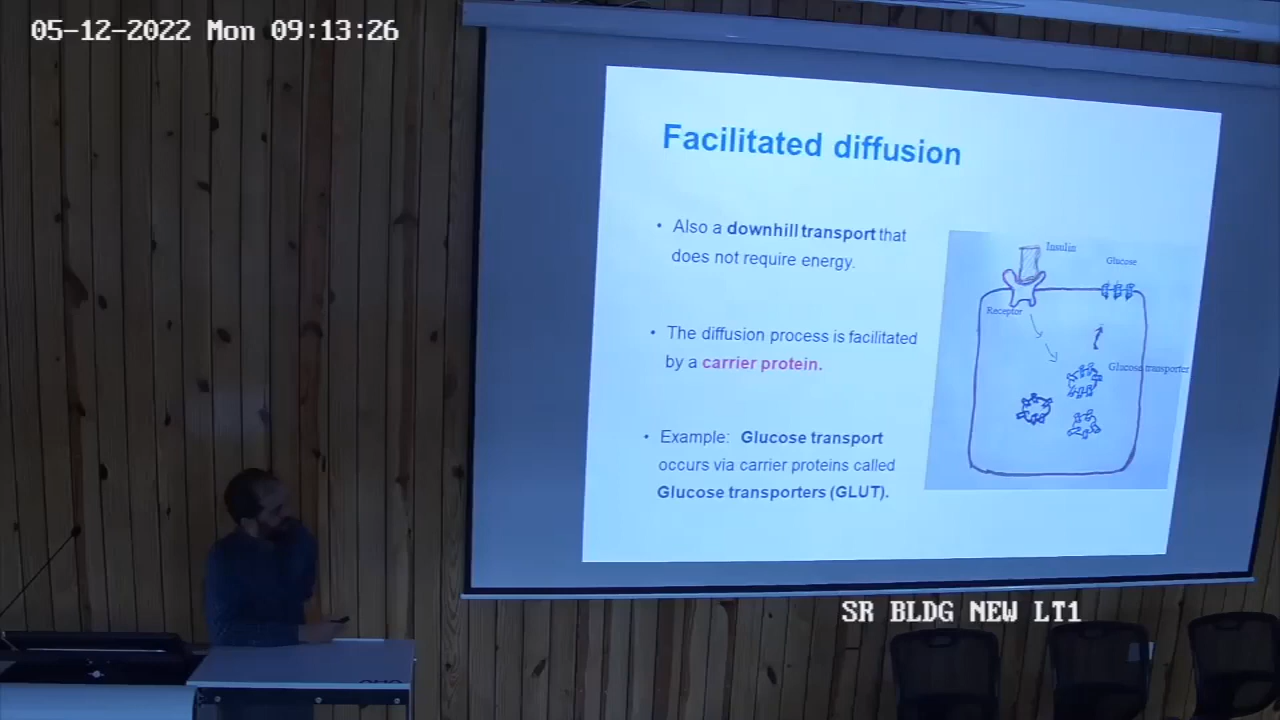 05-12-2022 Mon 09:13:26
Facilitated diffusion
• Also a downhill transport that
does not require energy.
• The diffusion process is facilitated
by a carrier protein.
• Example: Glucose transport
occurs via carrier proteins called
Glucose transporters (GLUT).
Insulin
Glucose
Receptor
Glucose transporter
SR BLDG NEW LT1